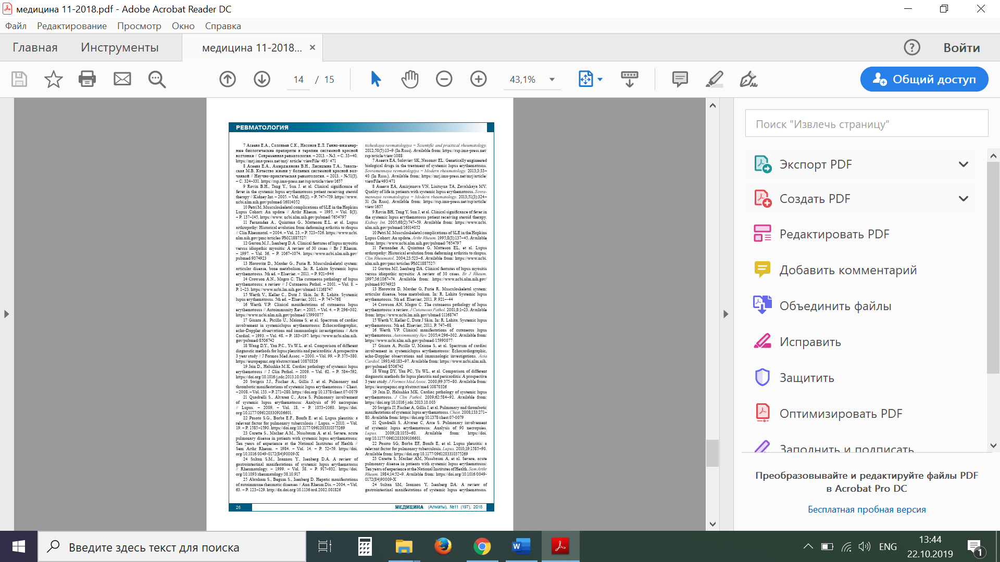 медицина 11-2018.pdf - Adobe Acrobat Reader DC
Файл Редактирование Просмотр Окно Справка
Главная Инструменты медицина 11-2018... × Войти
14 / 15 43,1% Общий доступ
РЕВМАТОЛОГИЯ
7 Асеева Е.А., Соловьев С.К., Насонов Е.Л. Генно-инженер-
ные биологические препараты в терапии системной красной
волчанки // Современная ревматология. – 2013. - №3. – С. 33–40.
https://mrj.ima-press.net/mrj/ article/ viewFile/ 493/ 471
8 Асеева Е.А., Амирджанова В.Н., Лисицына Т.А., Заваль-
ская М.В. Качество жизни у больных системной красной вол-
чанкой // Научно-практическая ревматология. – 2013. - №51(3).
– С. 324–331. https://rsp.ima-press.net/rsp/article/view/1657
9 Rovin B.H., Tang Y., Sun J. et al. Clinical significance of
fever in the systemic lupus erythematosus patient receiving steroid
therapy // Kidney Int. – 2005. – Vol. 68(2). – P. 747–759. https://www.
ncbi.nlm.nih.gov/pubmed/16014052
10 Petri M. Musculoskeletal complications of SLE in the Hopkins
Lupus Cohort: An update // Arthr Rheum. – 1995. – Vol. 8(3).
– P. 137–145. https://www. ncbi.nlm.nih.gov/pubmed/7654797
11 Fernandez A., Quintana G., Matteson E.L. et al. Lupus
arthropathy: Historical evolution from deforming arthritis to rhupus
// Clin Rheumatol. – 2004. – Vol. 23. – P. 523–526. https://www.ncbi.
nlm.nih.gov/pmc/articles/PMC1887527/
12 Garton M.J., Isenberg D.A. Clinical features of lupus myositis
versus idiopathic myositis: A review of 30 cases // Br J Rheum.
– 1997. – Vol. 36. – P. 1067–1074. https://www.ncbi.nlm.nih.gov/
pubmed/9374923
13 Horowitz D., Marder G., Furie R. Musculoskeletal system:
articular disease, bone metabolism. In: R. Lahita Systemic lupus
erythematosus. 5th ed. – Elsevier. – 2011. – P. 921–944
14 Crowson A.N., Magro C. The cutaneous pathology of lupus
erythematosus: a review // J Cutaneous Pathol. – 2001. – Vol. 8. –
P. 1–23. https://www.ncbi.lm.nih.gov/ubmed/11168747
15 Werth V., Keller C., Dutz J. Skin. In: R. Lahita. Systemic
lupus erythematosus. 5th ed. – Elsevier, 2011. – P. 747–768
16 Werth V.P. Clinical manifestations of cutaneous lupus
erythematosus // Autoimmunity Rev. – 2005. – Vol. 4. – P. 296–302.
https://www.ncbi.nlm.nih.gov/pubmed/15990077
17 Giunta A., Picillo U., Maione S. et al. Spectrum of cardiac
involvement in systemiclupus erythematosus: Echocardiographic,
echo-Doppler observations and immunologic investigations // Acta
Cardiol. – 1993. – Vol. 48. – P. 183–197. https://www.ncbi.nlm.nih.
gov/pubmed/8506742
18 Wang D.Y., Yan P.C., Yu W.L. et al. Comparison of different
diagnostic methods for lupus pleuritis and pericarditis: A prospective
3 year study // J Formos Med Assoc. – 2000. – Vol. 99. – P. 375–380.
https://europepmc.org/abstract/med/10870326
19 Jain D., Halushka M.K. Cardiac pathology of systemic lupus
erythematosus // J Clin Pathol. – 2009. – Vol. 62. – P. 584–592.
https://doi.org/10.1016/j.rdc.2013.10.003
20 Swigris J.J., Fischer A., Gillis J. et al. Pulmonary and
thrombotic manifestations of systemic lupus erythematosus // Chest.
– 2008. – Vol. 133. – P. 271–280. https://doi.org/10.1378/chest.07-0079
21 Quadrelli S., Alvarez C., Arce S. Pulmonary involvement
of systemic lupus erythematosus: Analysis of 90 necropsies
// Lupus. – 2009. – Vol. 18. – P. 1053–1060. https://doi.
org/10.1177/0961203309106601.
22 Pasoto S.G., Borba E.F., Bonfa E. et al. Lupus pleuritis: a
relevant factor for pulmonary tuberculosis // Lupus. – 2010. – Vol.
19. – P. 1585–1590. https://doi.org/10.1177/0961203310375269
23 Carette S., Macher A.M., Nussbaum A. et al. Severe, acute
pulmonary disease in patients with systemic lupus erythematosus:
Ten years of experience at the National Institutes of Health //
Sem Arthr Rheum. – 1984. – Vol. 14. – P. 52–59. https://doi.
org/10.1016/0049-0172(84)90009-X
24 Sultan S.M., Ioannou Y., Isenberg D.A. A review of
gastrointestinal manifestations of systemic lupus erythematosus
// Rheumatology. – 1999. – Vol. 38. – P. 917–932. https://doi.
org/10.1093/rheumatology/38.10.917
25 Abraham S., Begum S., Isenberg D. Hepatic manifestations
of autoimmune rheumatic diseases // Ann Rheum Dis. – 2004. – Vol.
63. – P. 123–129. http://dx.doi.org/10.1136/ard.2002.001826
ticheskaya revmatologiya = Scientific and practical rheumatology.
2012;50(5):13–9 (In Russ). Available from: https://rsp.ima-press.net/
rsp/article/view/1088
7 Aseeva EA, Soloviev SK, Nasonov EL. Genetically engineered
biological drugs in the treatment of systemic lupus erythematosus.
Sovremennaya revmatologiya = Modern rheumatology. 2013;3:33–
40 (In Russ.). Available from: https://mrj.ima-press.net/mrj/article/
viewFile/493/471
8 Aseeva EA, Amirjanova VN, Lisitsyna TA, Zavalskaya MV.
Quality of life in patients with systemic lupus erythematosus. Sovre-
mennaya revmatologiya = Modern rheumatology. 2013;51(3):324–
31 (In Russ). Available from: https://rsp.ima-press.net/rsp/article/
view/1657
9 Rovin BH, Tang Y, Sun J, et al. Clinical significance of fever in
the systemic lupus erythematosus patient receiving steroid therapy.
Kidney Int. 2005;68(2):747–59. Available from: https://www.ncbi.
nlm.nih.gov/pubmed/16014052
10 Petri M. Musculoskeletal complications of SLE in the Hopkins
Lupus Cohort: An update. Arthr Rheum. 1995;8(3):137–45. Available
from: https://www.ncbi.nlm.nih.gov/pubmed/7654797
11 Fernandez A, Quintana G, Matteson EL, et al. Lupus
arthropathy: Historical evolution from deforming arthritis to rhupus.
Clin Rheumatol. 2004;23:523–6. Available from: https://www.ncbi.
nlm.nih.gov/pmc/articles/PMC1887527/
12 Garton MJ, Isenberg DA. Clinical features of lupus myositis
versus idiopathic myositis: A review of 30 cases. Br J Rheum.
1997;36:1067–74. Available from: https://www.ncbi.nlm.nih.gov/
pubmed/9374923
13 Horowitz D, Marder G, Furie R. Musculoskeletal system:
articular disease, bone metabolism. In: R. Lahita Systemic lupus
erythematosus. 5th ed. Elsevier; 2011. P. 921–-44
14 Crowson AN, Magro C. The cutaneous pathology of lupus
erythematosus: a review. J Cutaneous Pathol. 2001;8:1–23. Available
from: https://www.ncbi.lm.nih.gov/ubmed/11168747
15 Werth V, Keller C, Dutz J Skin. In: R. Lahita. Systemic lupus
erythematosus. 5th ed. Elsevier; 2011. P. 747–68
16 Werth VP. Clinical manifestations of cutaneous lupus
erythematosus. Autoimmunity Rev. 2005;4:296–302. Available from:
https://www.ncbi.nlm.nih.gov/pubmed/15990077
17 Giunta A, Picillo U, Maione S, et al. Spectrum of cardiac
involvement in systemiclupus erythematosus: Echocardiographic,
echo-Doppler observations and immunologic investigations. Acta
Cardiol. 1993;48:183–97. Available from: https://www.ncbi.nlm.nih.
gov/pubmed/8506742
18 Wang DY, Yan PC, Yu WL, et al. Comparison of different
diagnostic methods for lupus pleuritis and pericarditis: A prospective
3 year study. J Formos Med Assoc. 2000;99:375–80. Available from:
https://europepmc.org/abstract/med/10870326
19 Jain D, Halushka MK. Cardiac pathology of systemic lupus
erythematosus. J Clin Pathol. 2009;62:584–92. Available from:
https://doi.org/10.1016/j.rdc.2013.10.003
20 Swigris JJ, Fischer A, Gillis J, et al. Pulmonary and thrombotic
manifestations of systemic lupus erythematosus. Chest. 2008;133:271–
80. Available from: https://doi.org/10.1378/chest.07-0079
21 Quadrelli S, Alvarez C, Arce S. Pulmonary involvement
of systemic lupus erythematosus: Analysis of 90 necropsies.
Lupus. 2009;18:1053–60. Available from: https://doi.
org/10.1177/0961203309106601.
22 Pasoto SG, Borba EF, Bonfa E, et al. Lupus pleuritis: a
relevant factor for pulmonary tuberculosis. Lupus. 2010;19:1585–90.
Available from: https://doi.org/10.1177/0961203310375269
23 Carette S, Macher AM, Nussbaum A, et al. Severe, acute
pulmonary disease in patients with systemic lupus erythematosus:
Ten years of experience at the National Institutes of Health. Sem Arthr
Rheum. 1984;14:52–9. Available from: https://doi.org/10.1016/0049-
0172(84)90009-X
24 Sultan SM, Ioannou Y, Isenberg DA. A review of
gastrointestinal manifestations of systemic lupus erythematosus.
26 МЕДИЦИНА (Алматы), №11 (197), 2018
Поиск "Извлечь страницу"
Экспорт PDF
Создать PDF
Редактировать PDF
Добавить комментарий
Объединить файлы
Исправить
Защитить
Оптимизировать PDF
Заполнить и подписать
Преобразовывайте и редактируйте файлы PDF
в Acrobat Pro DC
Бесплатная пробная версия
Введите здесь текст для поиска
ENG
13:44
22.10.2019
1